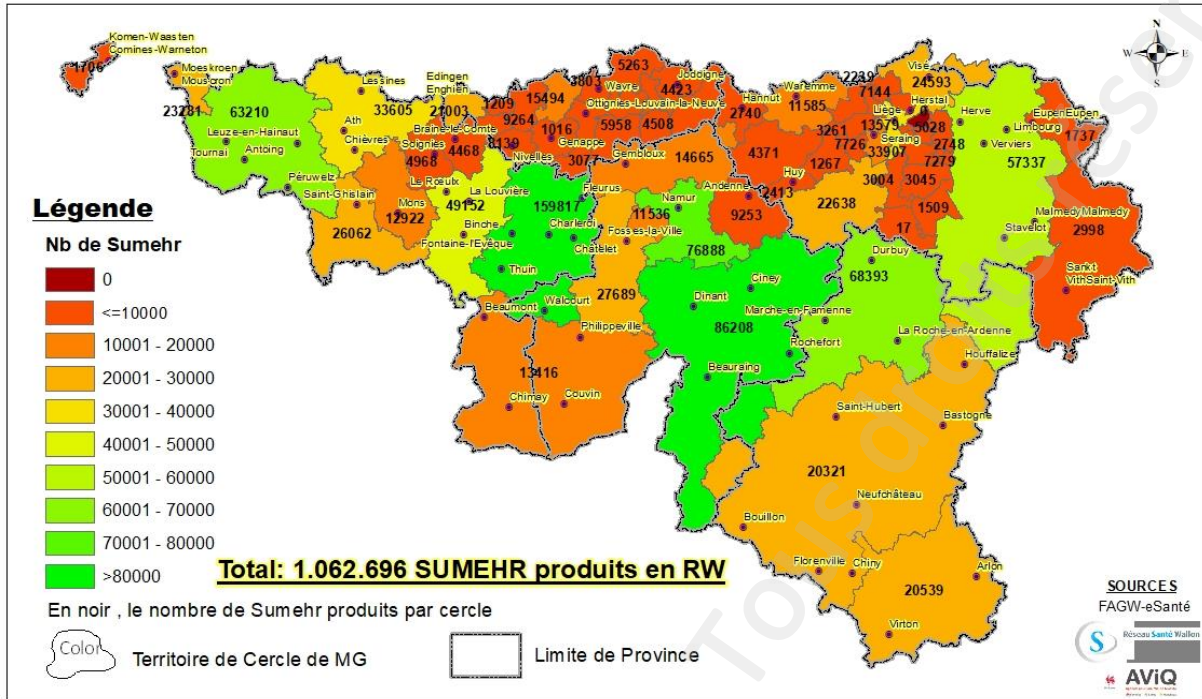 Komen-Waasten
Comines-Warneton
1706
Moeskroen
Mouscron
23281
63210
Leuze-en-Hainaut
Antoing
Tournai
Péruwelz
Lessines
33605
Ath
Chièvres
Edingen
Enghien
21003
Braine-le-Comte
Soignies
4968
4468
Saint-Ghislain
26062
Mons
12922
Le Rœulx
La Louvière
49152
Binche
Fontaine-l'Evêque
1209
9264
8139
Nivelles
15494
3803
Wavre
Ottignies-Louvain-la-Neuve
1016
Genappe
3077
5263
Jodoigne
4423
5958
4508
Gembloux
14665
Fleurus
159817
Charleroi
Châtelet
Thuin
11536
Fosses-la-Ville
Namur
76888
Andenne
9253
27689
Walcourt
Philippeville
Beaumont
13416
Chimay
Couvin
Hannut
2740
Waremme
11585
4371
Huy
2413
22638
3261
1267
7726
2239
7144
Visé
24593
Herstal
Liège
0
13579
Seraing
33907
5028
2748
7279
3004
3045
1509
17
Herve
Limbourg
Verviers
57337
Stavelot
EupenEupen
1737
MalmedyMalmedy
2998
Sankt
VithSaint-Vith
Durbuy
68393
Ciney
Dinant
Marche-en-Famenne
86208
Rochefort
Beauraing
La Roche-en-Ardenne
Houffalize
Saint-Hubert
Bastogne
20321
Neufchâteau
Bouillon
Florenville
Chiny
Arlon
20539
Virton
N
W
E
S
Légende
Nb de Sumehr
0
<=10000
10001 - 20000
20001 - 30000
30001 - 40000
40001 - 50000
50001 - 60000
60001 - 70000
70001 - 80000
>80000
Total: 1.062.696 SUMEHR produits en RW
En noir , le nombre de Sumehr produits par cercle
Color
Territoire de Cercle de MG
Limite de Province
SOURCES
FAGW-eSanté
Réseau Santé Wallon
AViQ